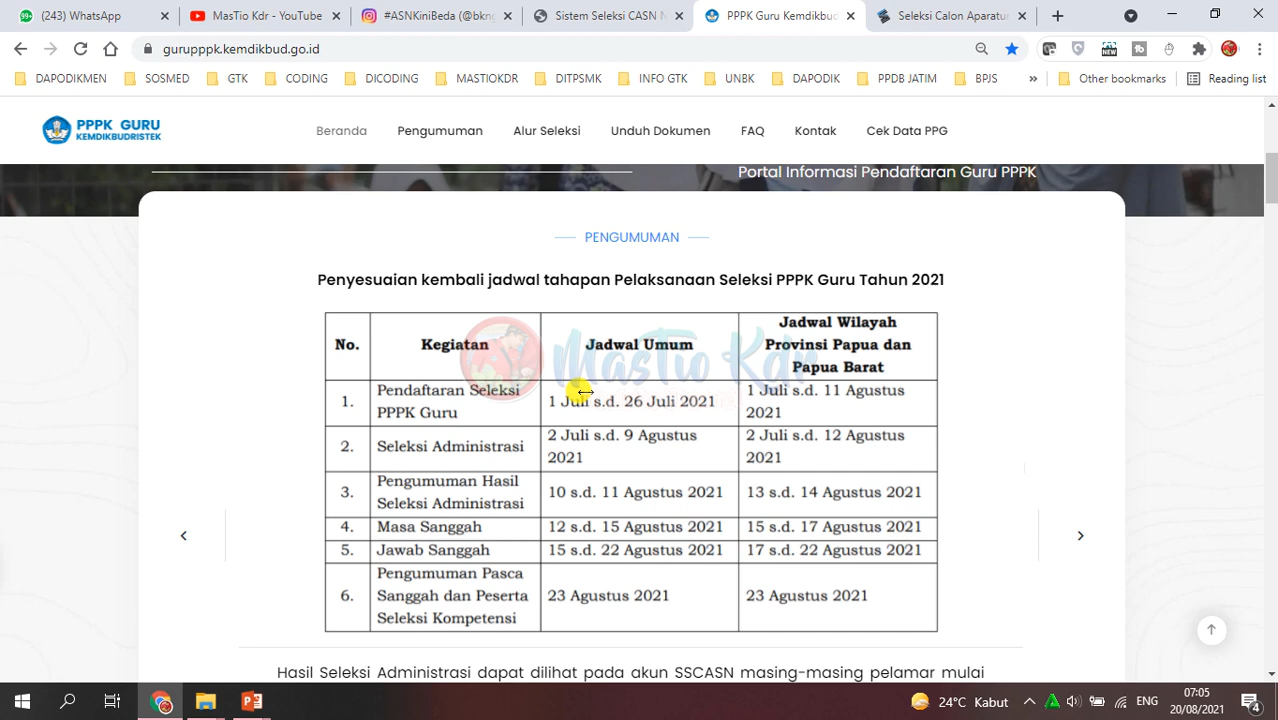 (243) WhatsApp
MasTio Kdr - YouTube
#ASNKiniBeda (@bkng
Sistem Seleksi CASN N
PPPK Guru Kemdikbud
Seleksi Calon Aparatur
gurupppk.kemdikbud.go.id
DAPODIKMEN
SOSMED
GTK
CODING
DICODING
MASTIOKDR
DITPSMK
INFO GTK
UNBK
DAPODIK
PPDB JATIM
BPJS
»
Other bookmarks
Reading list
PPPK GURU
KEMDIKBUDRISTEK
Beranda
Pengumuman
Alur Seleksi
Unduh Dokumen
FAQ
Kontak
Cek Data PPG
Portal Informasi Pendaftaran Guru PPPK
PENGUMUMAN
Penyesuaian kembali jadwal tahapan Pelaksanaan Seleksi PPPK Guru Tahun 2021
No.
Kegiatan
Jadwal Umum
Jadwal Wilayah
Provinsi Papua dan
Papua Barat
MasTio Kdr
1.
Pendaftaran Seleksi
PPPK Guru
1 Juli s.d. 26 Juli 2021
1 Juli s.d. 11 Agustus
2021
2.
Seleksi Administrasi
2 Juli s.d. 9 Agustus
2021
2 Juli s.d. 12 Agustus
2021
3.
Pengumuman Hasil
Seleksi Administrasi
10 s.d. 11 Agustus 2021
13 s.d. 14 Agustus 2021
4.
Masa Sanggah
12 s.d. 15 Agustus 2021
15 s.d. 17 Agustus 2021
5.
Jawab Sanggah
15 s.d. 22 Agustus 2021
17 s.d. 22 Agustus 2021
6.
Pengumuman Pasca
Sanggah dan Peserta
Seleksi Kompetensi
23 Agustus 2021
23 Agustus 2021
Hasil Seleksi Administrasi dapat dilihat pada akun SSCASN masing-masing pelamar mulai
24°C Kabut
ENG
07:05
20/08/2021
4